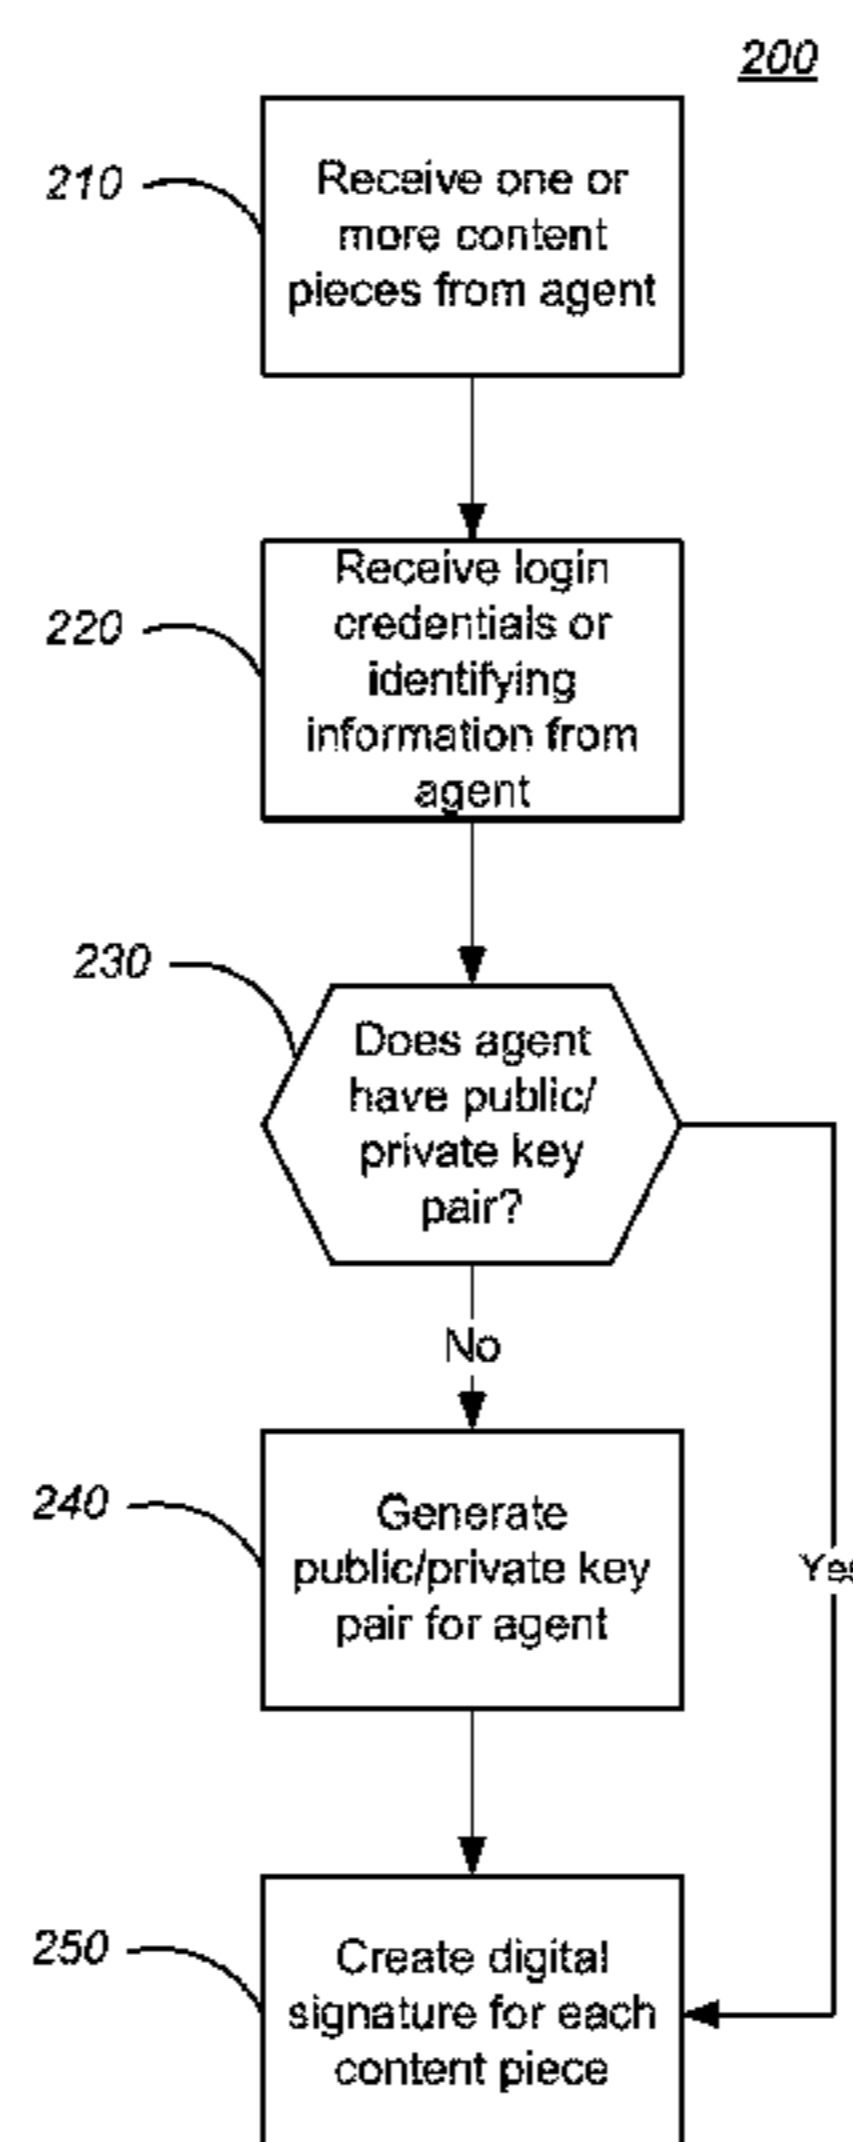 200
210
Receive one or
more content
pieces from agent
220
Receive login
credentials or
identifying
information from
agent
230
Does agent
have public/
private key
pair?
No
240
Generate
public/private key
pair for agent
Yes
250
Create digital
signature for each
content piece